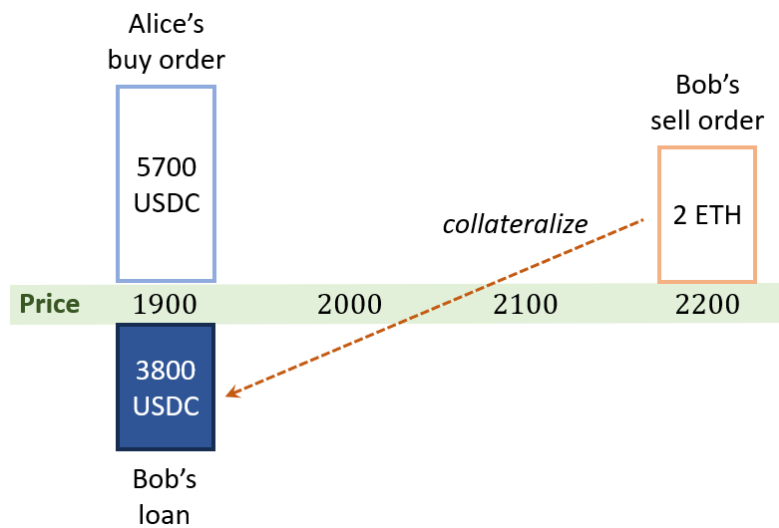 Alice’s
buy order
Bob’s
sell order
5700
USDC
2 ETH
collateralize
Price 1900 2000 2100 2200
3800
USDC
Bob’s
loan